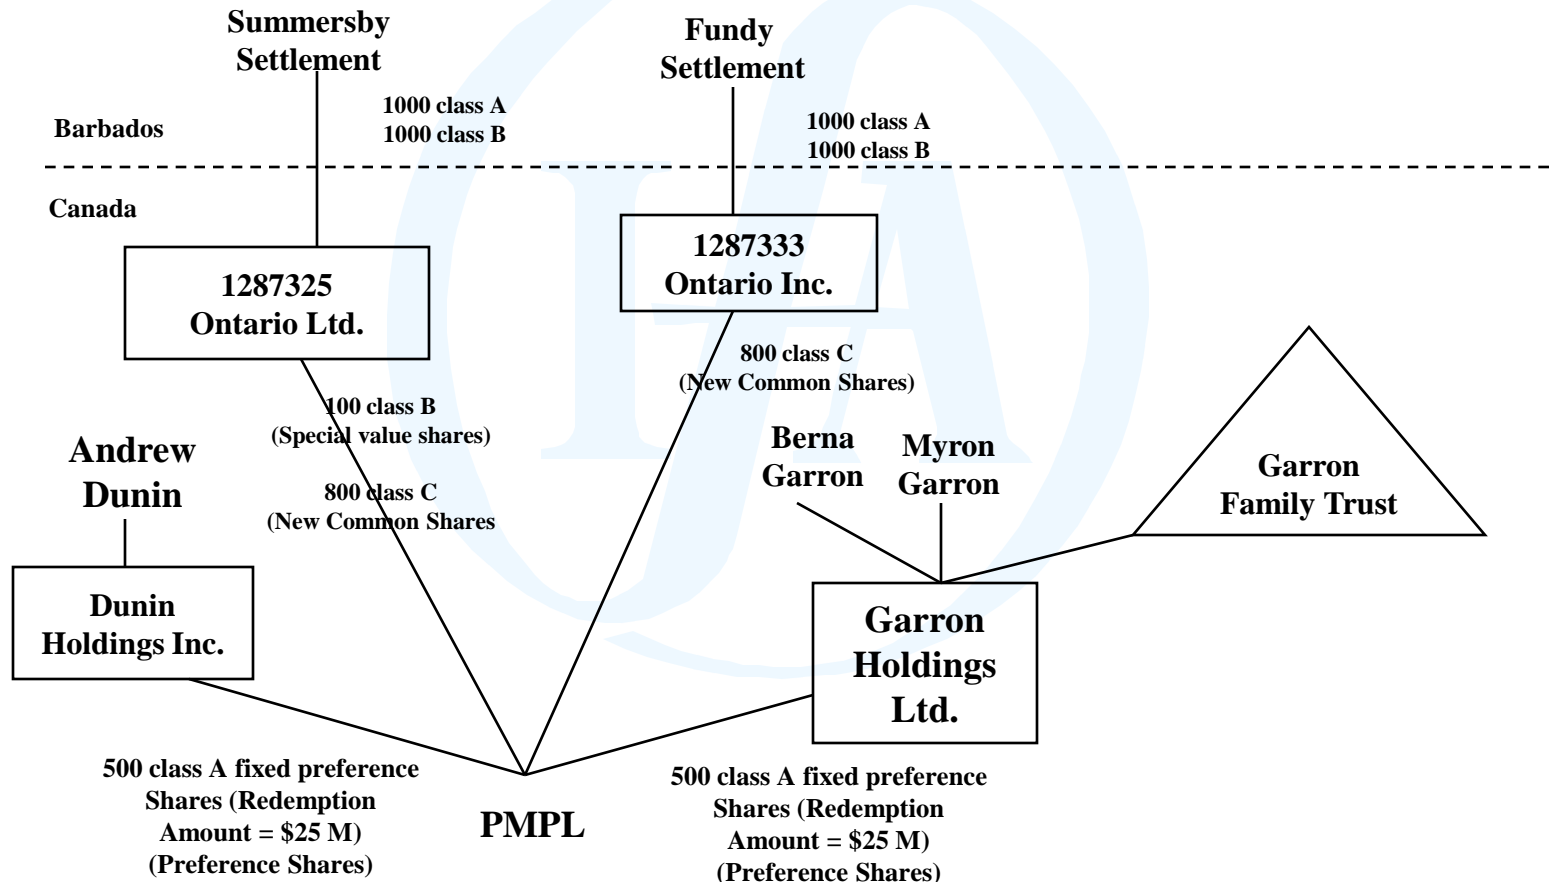 Summersby
Settlement
Fundy
Settlement
1000 class A
1000 class B
1000 class A
1000 class B
Barbados
Canada
1287325
Ontario Ltd.
1287333
Ontario Inc.
800 class C
(New Common Shares)
100 class B
(Special value shares)
800 class C
(New Common Shares
Andrew
Dunin
Berna
Garron
Myron
Garron
Garron
Family Trust
Dunin
Holdings Inc.
Garron
Holdings
Ltd.
500 class A fixed preference
Shares (Redemption
Amount = $25 M)
(Preference Shares)
PMPL
500 class A fixed preference
Shares (Redemption
Amount = $25 M)
(Preference Shares)
IFA